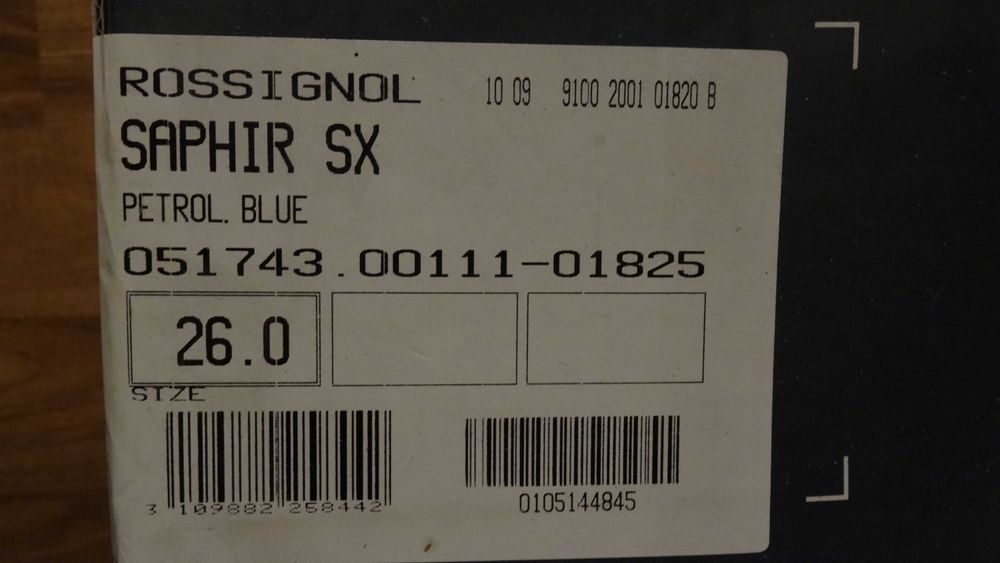 ROSSIGNOL 10 09 9100 2001 01820 B
SAPHIR SX
PETROL. BLUE
051743.00111-01825
26.0
SIZE
3 109882 258442
0105144845